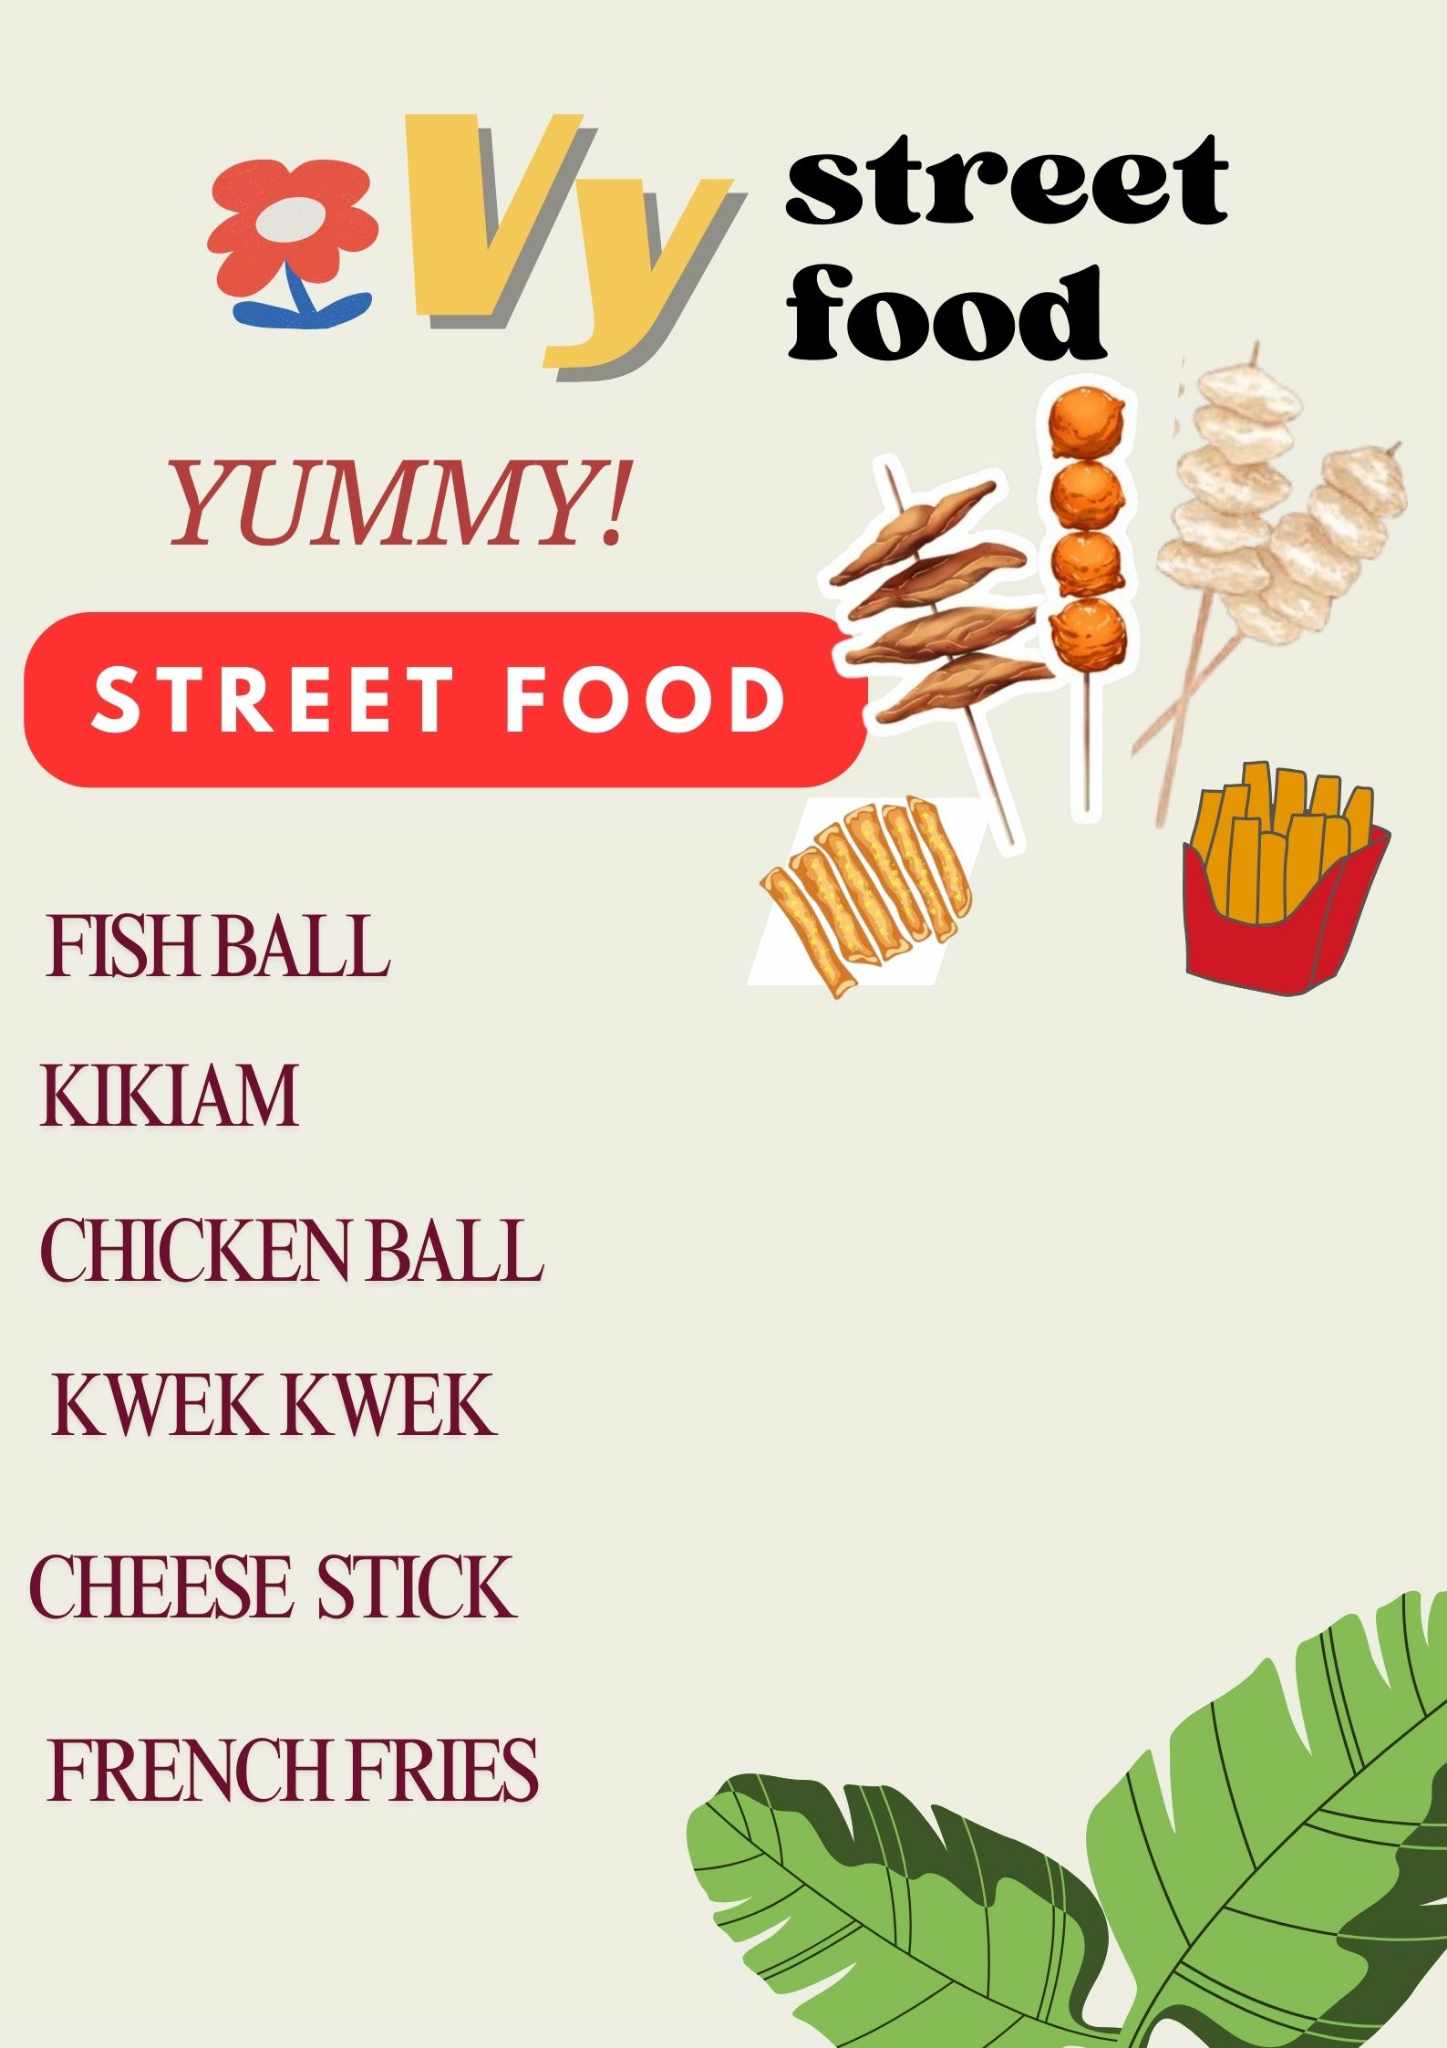 Vy
street
food
YUMMY!
STREET FOOD
FISH BALL
KIKIAM
CHICKEN BALL
KWEK KWEK
CHEESE STICK
FRENCH FRIES